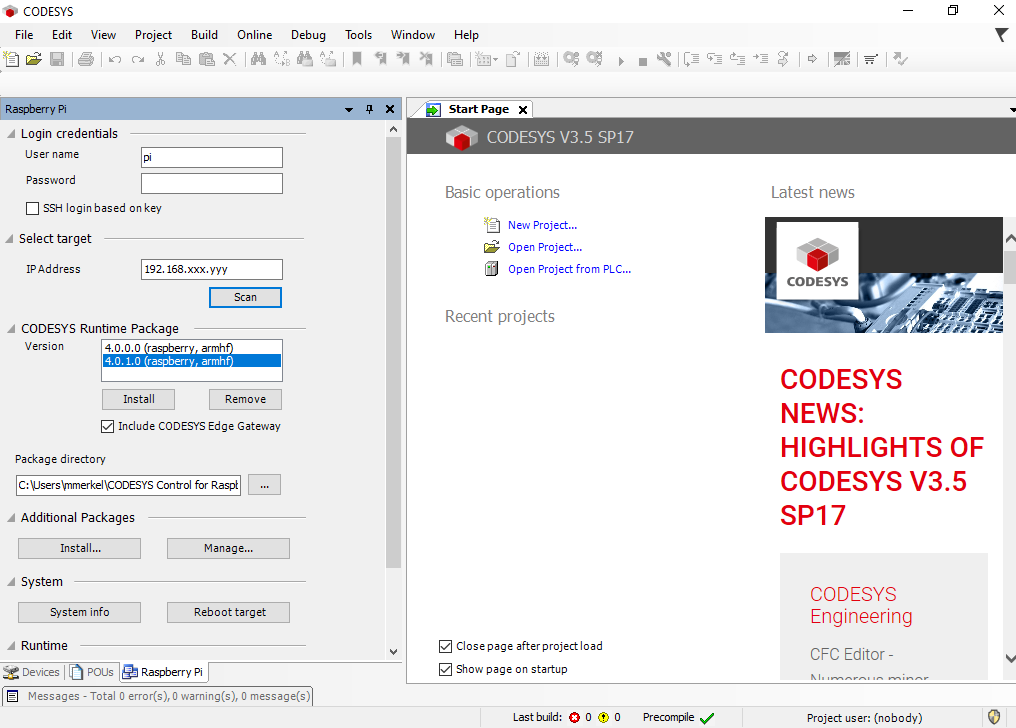 CODESYS
File Edit View Project Build Online Debug Tools Window Help
Raspberry Pi
Login credentials
User name
pi
Password
SSH login based on key
Select target
IP Address
192.168.xxx.yyy
Scan
CODESYS Runtime Package
Version
4.0.0.0 (raspberry, armhf)
4.0.1.0 (raspberry, armhf)
Install
Remove
Include CODESYS Edge Gateway
Package directory
C:\Users\mmerkel\CODESYS Control for Raspb
...
Additional Packages
Install...
Manage...
System
System info
Reboot target
Runtime
Devices
POUs
Raspberry Pi
Start Page
CODESYS V3.5 SP17
Basic operations
New Project...
Open Project...
Open Project from PLC...
Recent projects
Close page after project load
Show page on startup
Latest news
CODESYS
CODESYS
NEWS:
HIGHLIGHTS OF
CODESYS V3.5
SP17
CODESYS
Engineering
CFC Editor -
Numerous minor
Messages - Total 0 error(s), 0 warning(s), 0 message(s)
Last build: 0 0 Precompile
Project user: (nobody)